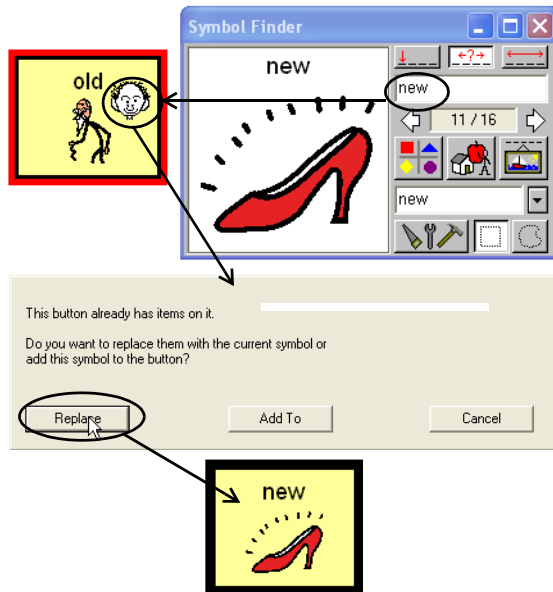 Symbol Finder
old
new
←?→
new
11 / 16
new
This button already has items on it.
Do you want to replace them with the current symbol or
add this symbol to the button?
Replace
Add To
Cancel
new